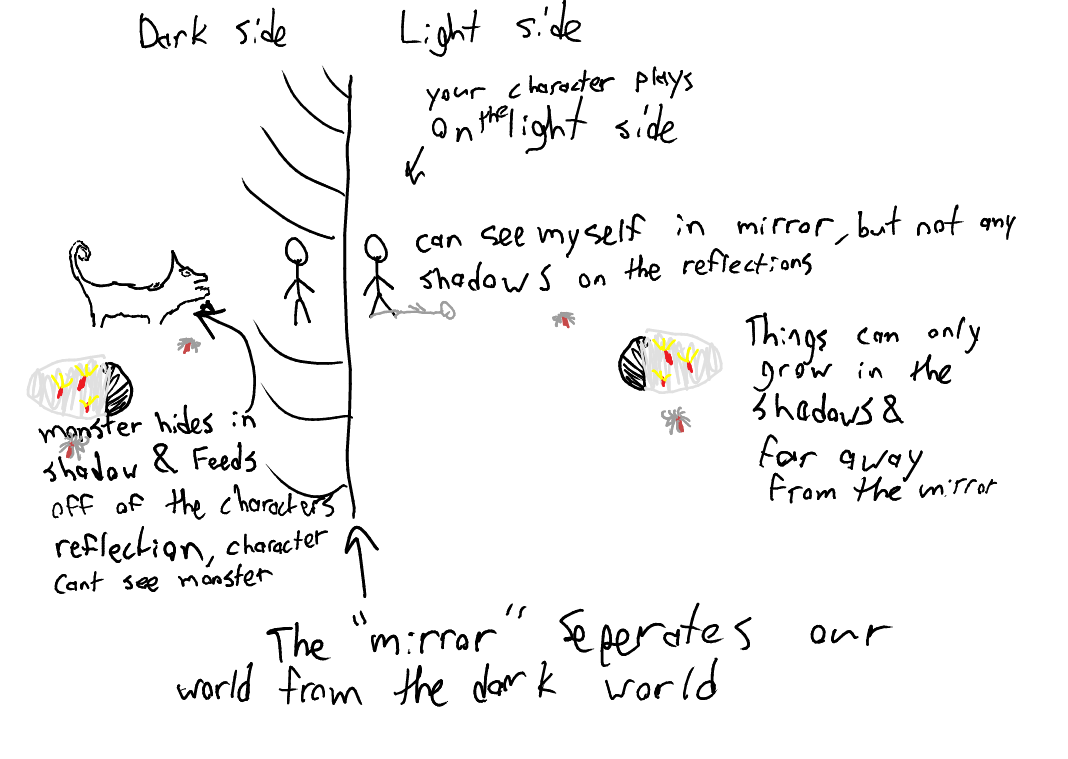 Dark side
Light side
your character plays
on the light side
can see myself in mirror, but not any
shadows on the reflections
Things can only
grow in the
shadows &
far away
from the mirror
monster hides in
shadow & Feeds
off of the characters
reflection, character
Cant see monster
The "mirror" Seperates our
world from the dark world